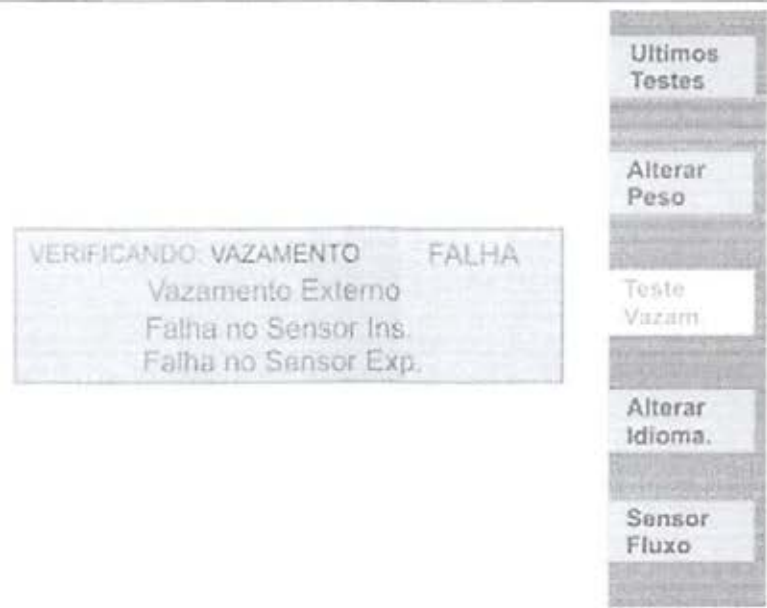 Ultimos
Testes
Alterar
Peso
VERIFICANDO: VAZAMENTO FALHA
Vazamento Externo
Falha no Sensor Ins.
Falha no Sensor Exp.
Teste
Vazam
Alterar
Idioma.
Sensor
Fluxo